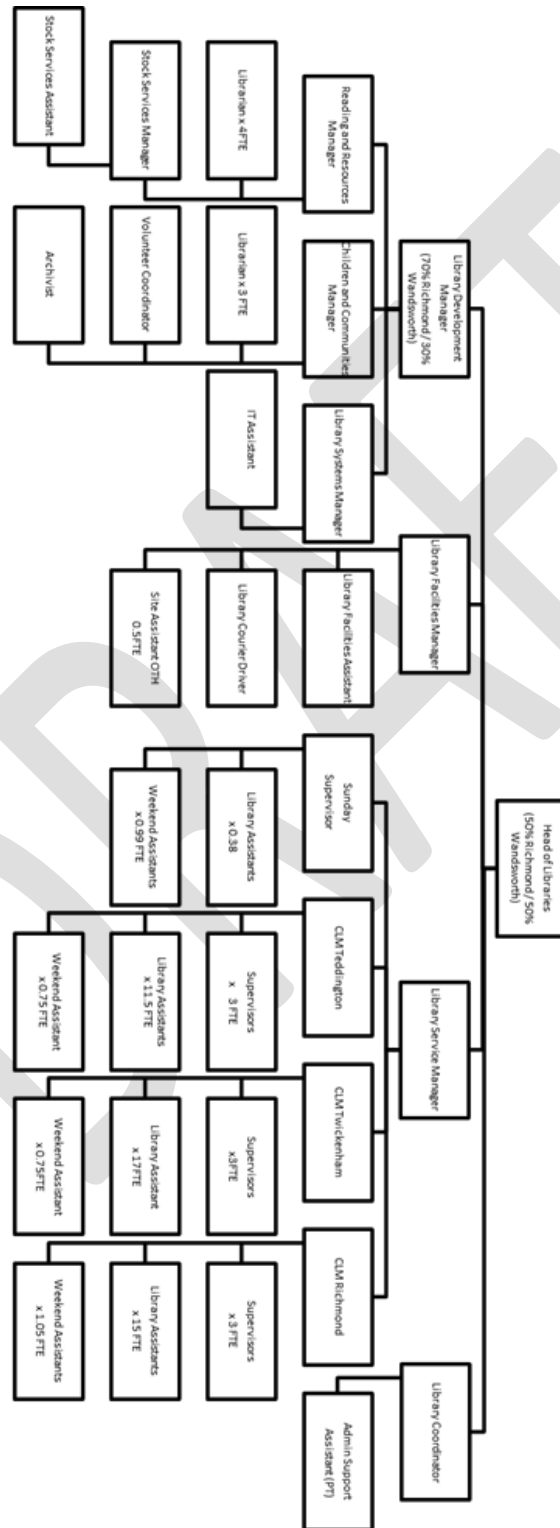 Head of Libraries
(50% Richmond / 50%
Wandsworth)
Library Development
Manager
(70% Richmond / 30%
Wandsworth)
Library Facilities Manager
Library Service Manager
Library Coordinator
Reading and Resources
Manager
Children and Communities
Manager
Library Systems Manager
Library Facilities Assistant
Sunday
Supervisor
CLM Teddington
CLM Twickenham
CLM Richmond
Admin Support
Assistant (PT)
Librarian x 4FTE
Librarian x 3 FTE
IT Assistant
Library Courier Driver
Library Assistants
x 0.38
Supervisors
x 3 FTE
Supervisors
x3FTE
Supervisors
x 3 FTE
Stock Services Manager
Volunteer Coordinator
Site Assistant OTH
0.5FTE
Weekend Assistants
x 0.99 FTE
Library Assistants
x 11.5 FTE
Library Assistant
x 17FTE
Library Assistants
x 15 FTE
Stock Services Assistant
Archivist
Weekend Assistant
x 0.75 FTE
Weekend Assistant
x 0.75FTE
Weekend Assistants
x 1.05 FTE
DRAFT